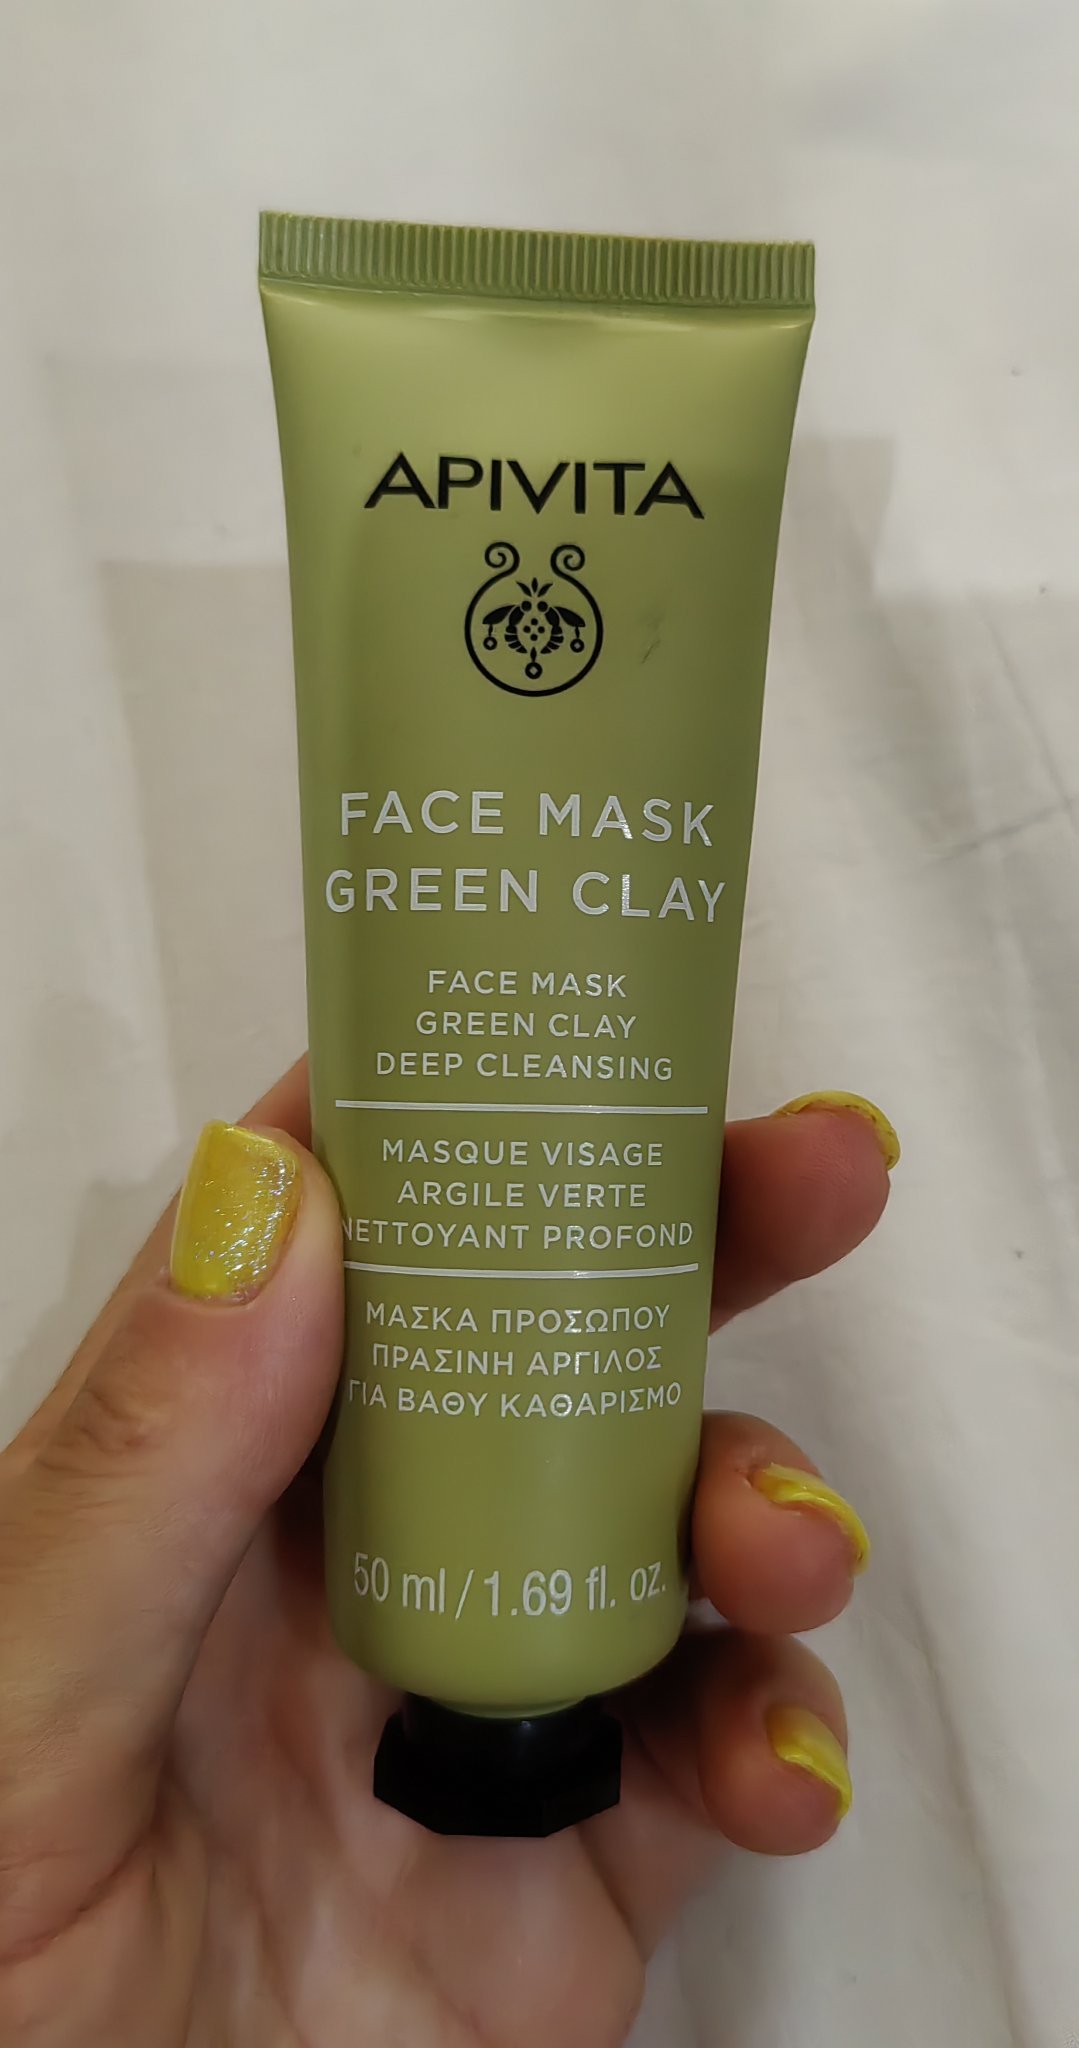 APIVITA
FACE MASK
GREEN CLAY
FACE MASK
GREEN CLAY
DEEP CLEANSING
MASQUE VISAGE
ARGILE VERTE
NETTOYANT PROFOND
ΜΑΣΚΑ ΠΡΟΣΩΠΟΥ
ΠΡΑΣΙΝΗ ΑΡΓΙΛΟΣ
ΓΙΑ ΒΑΘΥ ΚΑΘΑΡΙΣΜΟ
50 ml / 1.69 fl. oz.